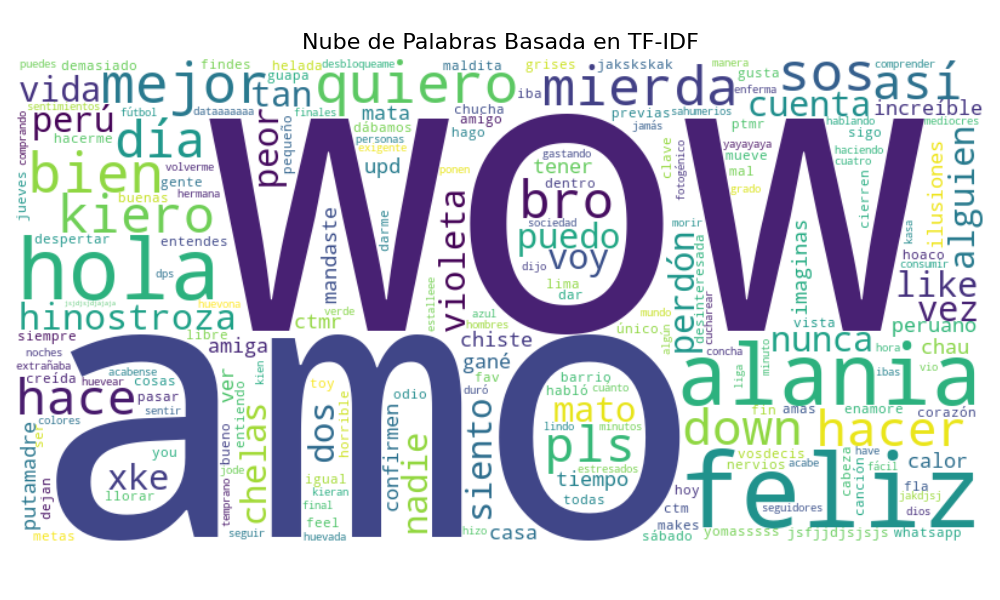 Nube de Palabras Basada en TF-IDF
puedes demasiado findes helada desbloqueame maldita grises jakskskak manera comprender
vida mejor tan guapa quiero iba mierda gusta sos así enferma
sentimientos fútbol dataaaaaa finales previas sahumerios cuenta increíble
comprando perú hacerme día peor pequeño mata dábamos chucha amigo hago jamás ptmr hablando sigo mediocres
jueves bien volverme gente hermana buenas upd personas exigente ponen clave fotogénico yayayaya mueve mal grado haciendo cuatro cierren ilusiones alguien
wow gastando tener dentro bro sociedad puedo dijo voy lima dar morir
kiero despertar entendes dps mandaste darme violeta perdón desinteresada cucharear imaginas kasa hoaco consumir
hola jsjdjsjdjajaja huevona verde estalleee azul hombres mundo único algún like vez
hinostroza siempre libre ctmr chiste vista nunca peruano
noches extrañaba amiga gané concha liga minuto hora ibas chau vio
creída huevear acabense cosas ver kien toy fav duró barrio habló cuanto alania
hace pasar sentir colores amo odio siento lindo mato minutos fin amas enamore corazón
putamadre ser dejan you xke llorar bueno entiendo chelas dos horrible confirmen nadie pls estresados down hacer
jode igual kieran tiempo todas nervios vosdecis acabe have cabeza canción fácil calor
temprano final feel hoy ctm feliz seguidores fla jakdjsj dios
metas seguir huevada hizo casa makes sábado yomasssss jsfjjdjsjsjs whatsapp